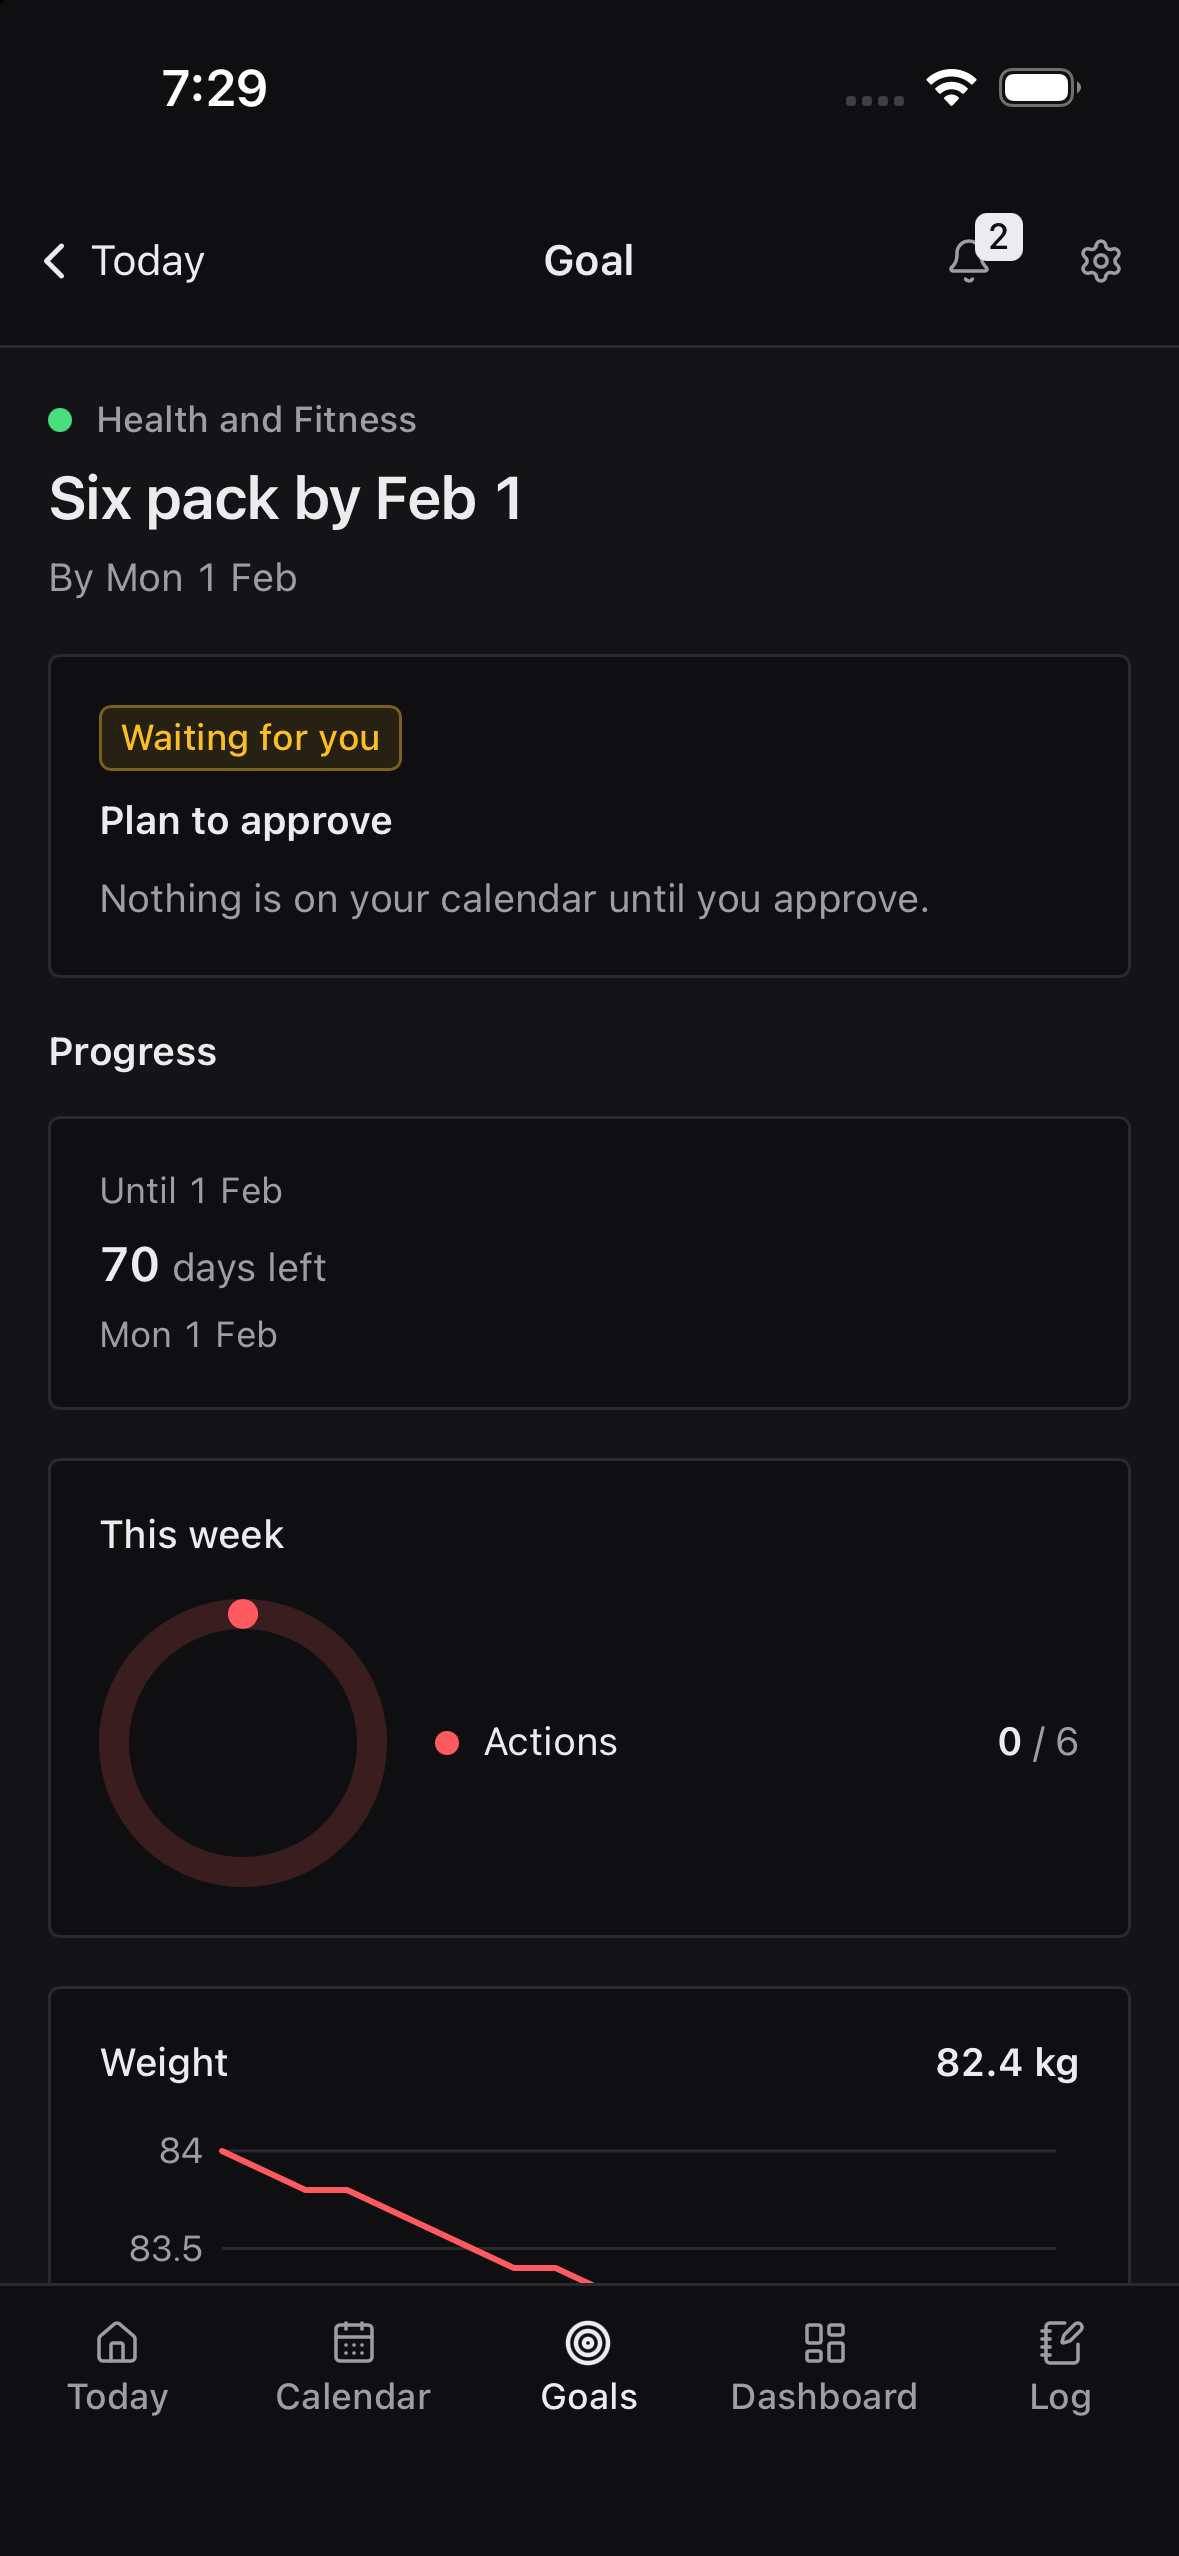 7:29
Today
Goal
2
Health and Fitness
Six pack by Feb 1
By Mon 1 Feb
Waiting for you
Plan to approve
Nothing is on your calendar until you approve.
Progress
Until 1 Feb
70 days left
Mon 1 Feb
This week
Actions
0 / 6
Weight
82.4 kg
84
83.5
Today
Calendar
Goals
Dashboard
Log